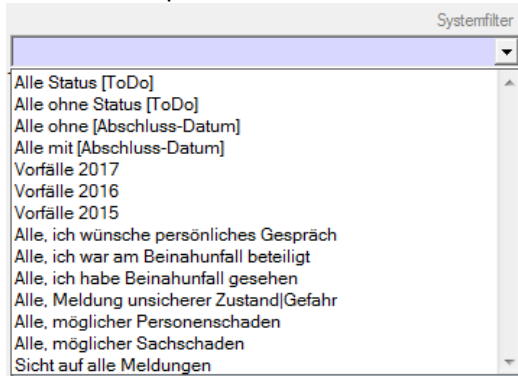 Systemfilter
Alle Status [ToDo]
Alle ohne Status [ToDo]
Alle ohne [Abschluss-Datum]
Alle mit [Abschluss-Datum]
Vorfälle 2017
Vorfälle 2016
Vorfälle 2015
Alle, ich wünsche persönliches Gespräch
Alle, ich war am Beinahunfall beteiligt
Alle, ich habe Beinahunfall gesehen
Alle, Meldung unsicherer Zustand|Gefahr
Alle, möglicher Personenschaden
Alle, möglicher Sachschaden
Sicht auf alle Meldungen